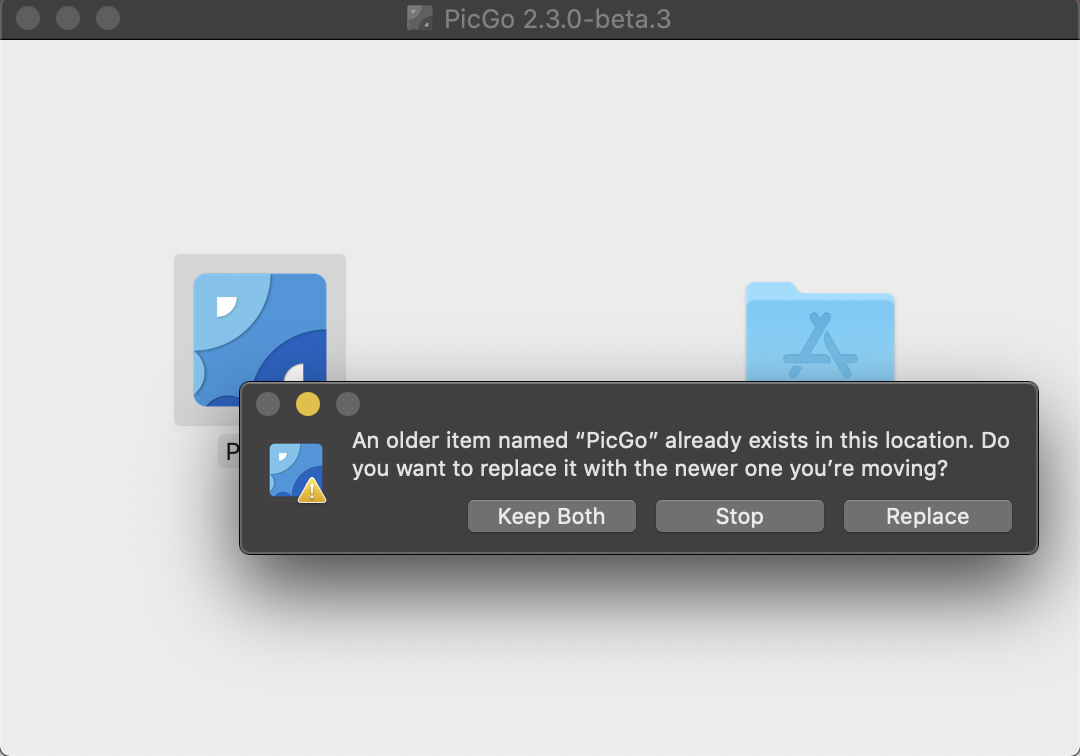 PicGo 2.3.0-beta.3
An older item named “PicGo” already exists in this location. Do
you want to replace it with the newer one you’re moving?
Keep Both
Stop
Replace